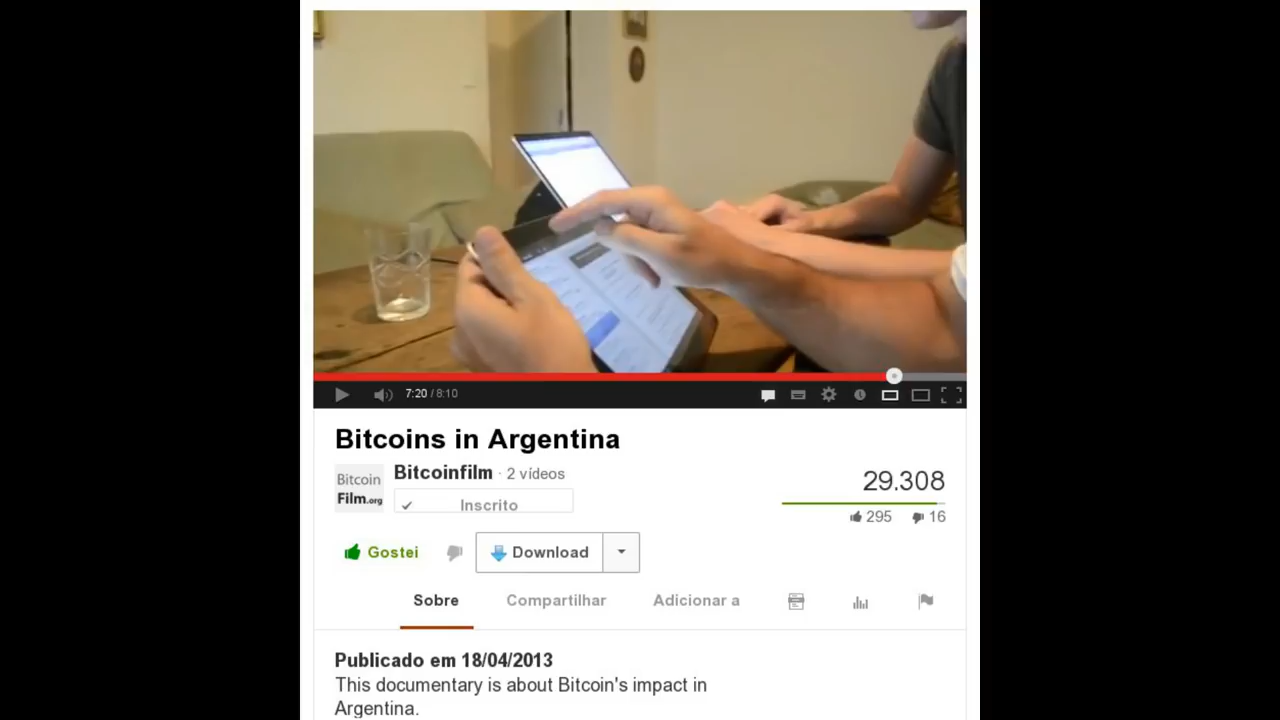 7:20 / 8:10
Bitcoins in Argentina
Bitcoin
Film.org
Bitcoinfilm · 2 vídeos
Inscrito
29.308
295 16
Gostei
Download
Sobre Compartilhar Adicionar a
Publicado em 18/04/2013
This documentary is about Bitcoin's impact in
Argentina.